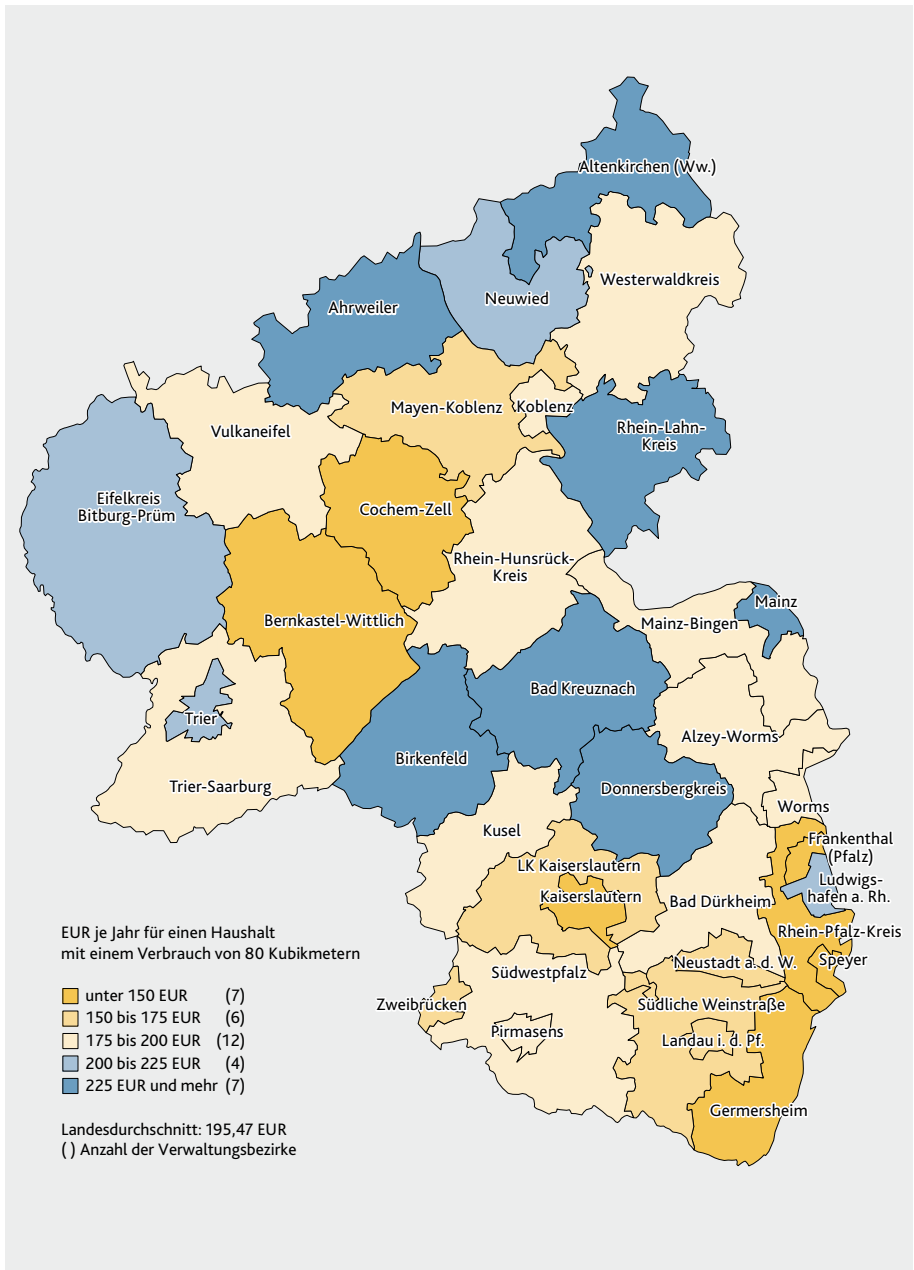 Altenkirchen (Ww.)
Westerwaldkreis
Neuwied
Ahrweiler
Mayen-Koblenz
Koblenz
Rhein-Lahn-
Kreis
Vulkaneifel
Eifelkreis
Bitburg-Prüm
Cochem-Zell
Rhein-Hunsrück-
Kreis
Mainz
Bernkastel-Wittlich
Mainz-Bingen
Bad Kreuznach
Trier
Alzey-Worms
Birkenfeld
Trier-Saarburg
Donnersbergkreis
Worms
Kusel
Frankenthal
(Pfalz)
LK Kaiserslautern
Ludwigs-
hafen a. Rh.
Kaiserslautern
Bad Dürkheim
Rhein-Pfalz-Kreis
Neustadt a. d. W.
Speyer
Südwestpfalz
Zweibrücken
Südliche Weinstraße
Pirmasens
Landau i. d. Pf.
Germersheim
EUR je Jahr für einen Haushalt
mit einem Verbrauch von 80 Kubikmetern
unter 150 EUR (7)
150 bis 175 EUR (6)
175 bis 200 EUR (12)
200 bis 225 EUR (4)
225 EUR und mehr (7)
Landesdurchschnitt: 195,47 EUR
( ) Anzahl der Verwaltungsbezirke